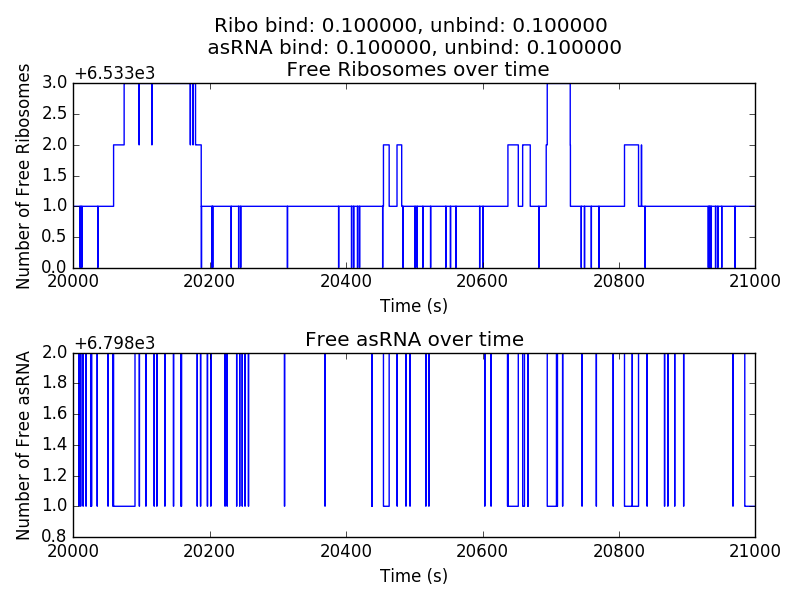 Ribo bind: 0.100000, unbind: 0.100000
asRNA bind: 0.100000, unbind: 0.100000
Free Ribosomes over time
+6.533e3
Number of Free Ribosomes
3.0
2.5
2.0
1.5
1.0
0.5
0.0
20000 20200 20400 20600 20800 21000
Time (s)
Free asRNA over time
+6.798e3
Number of Free asRNA
2.0
1.8
1.6
1.4
1.2
1.0
0.8
20000 20200 20400 20600 20800 21000
Time (s)